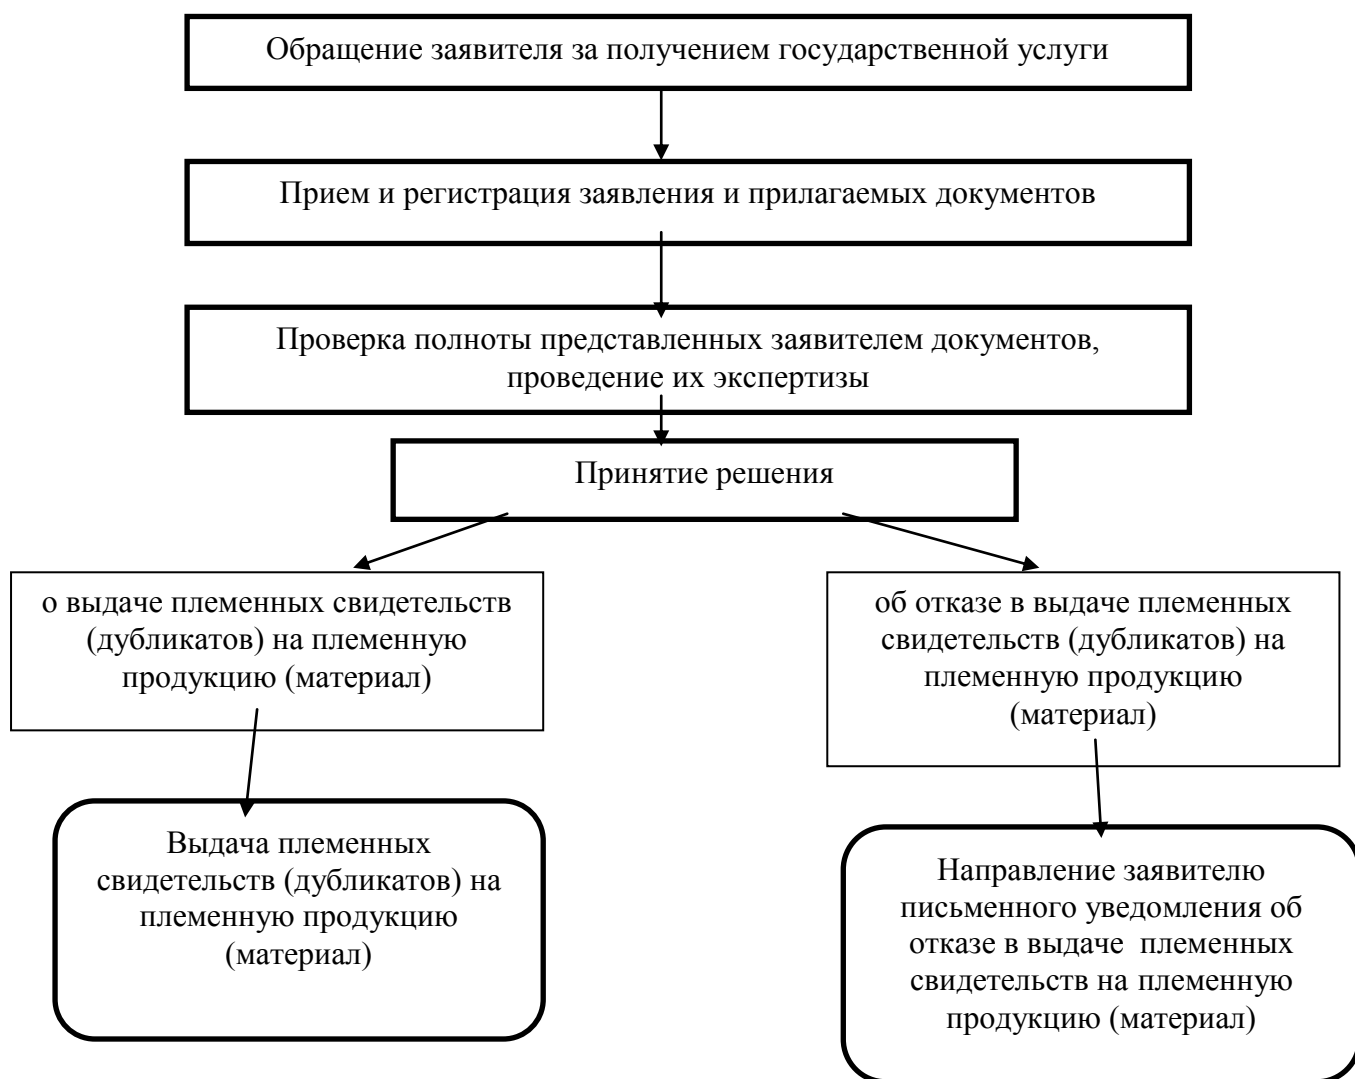 Обращение заявителя за получением государственной услуги
Прием и регистрация заявления и прилагаемых документов
Проверка полноты представленных заявителем документов,
проведение их экспертизы
Принятие решения
о выдаче племенных свидетельств
(дубликатов) на племенную
продукцию (материал)
об отказе в выдаче племенных
свидетельств (дубликатов) на
племенную продукцию
(материал)
Выдача племенных
свидетельств (дубликатов) на
племенную продукцию
(материал)
Направление заявителю
письменного уведомления об
отказе в выдаче  племенных
свидетельств на племенную
продукцию (материал)